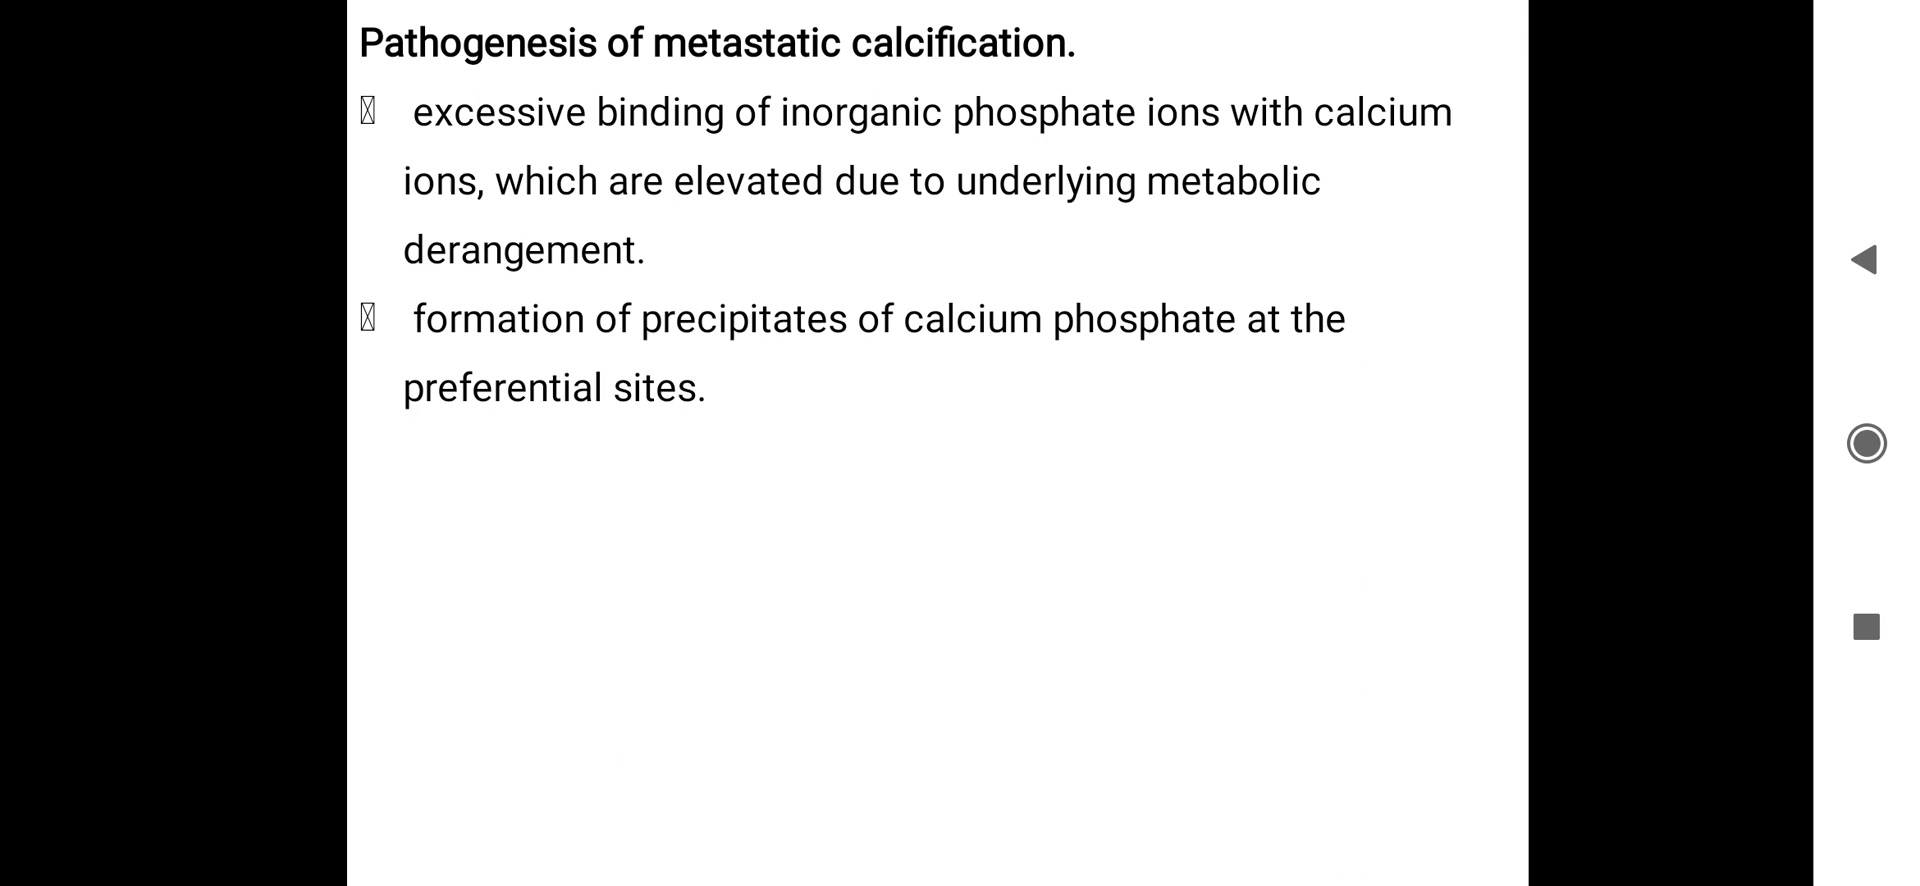 Pathogenesis of metastatic calcification.
excessive binding of inorganic phosphate ions with calcium
ions, which are elevated due to underlying metabolic
derangement.
formation of precipitates of calcium phosphate at the
preferential sites.